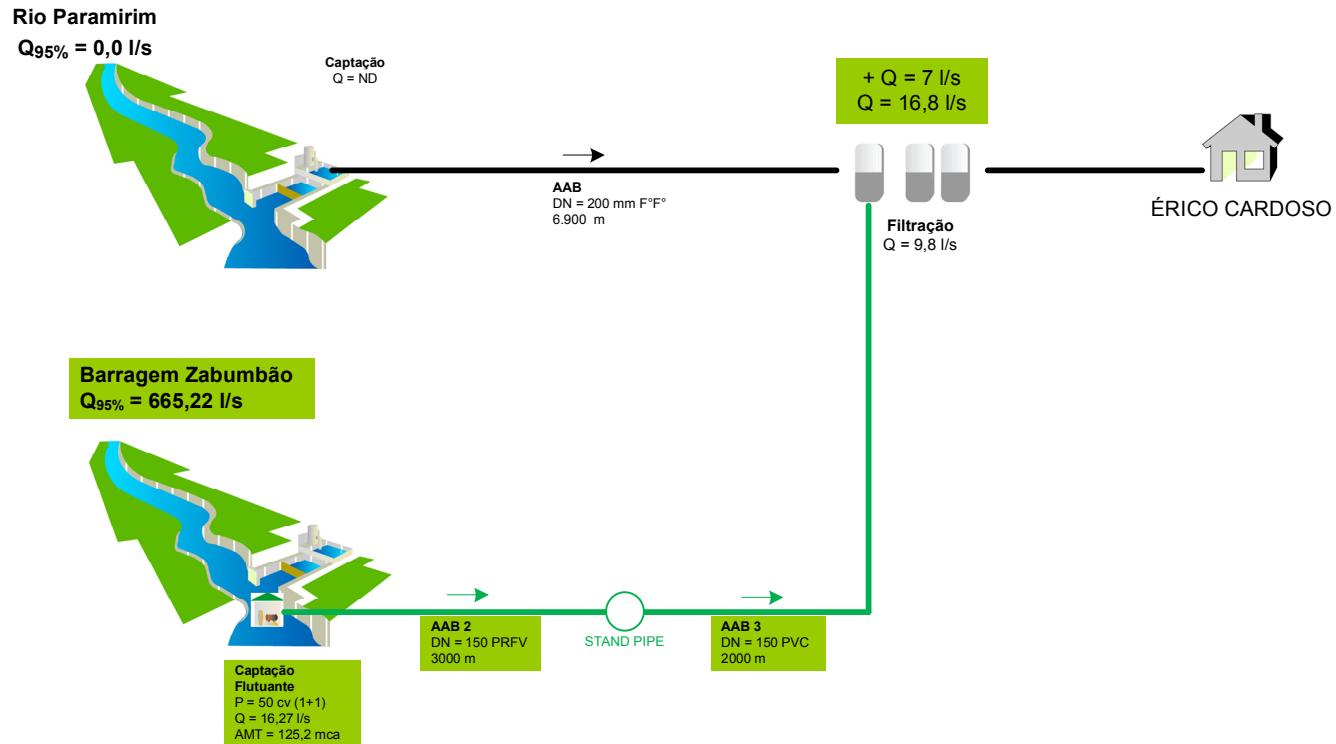 Rio Paramirim
Q95% = 0,0 l/s
Captação
Q = ND
+ Q = 7 l/s
Q = 16,8 l/s
AAB
DN = 200 mm F°F°
6.900 m
Filtração
Q = 9,8 l/s
ÉRICO CARDOSO
Barragem Zabumbão
Q95% = 665,22 l/s
AAB 2
DN = 150 PRFV
3000 m
STAND PIPE
AAB 3
DN = 150 PVC
2000 m
Captação
Flutuante
P = 50 cv (1+1)
Q = 16,27 l/s
AMT = 125,2 mca